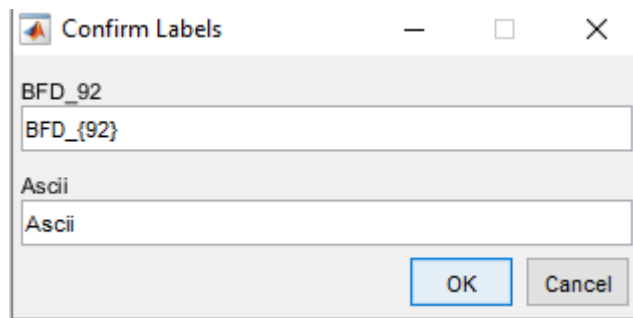 Confirm Labels
BFD_92
BFD_{92}
Ascii
Ascii
OK Cancel